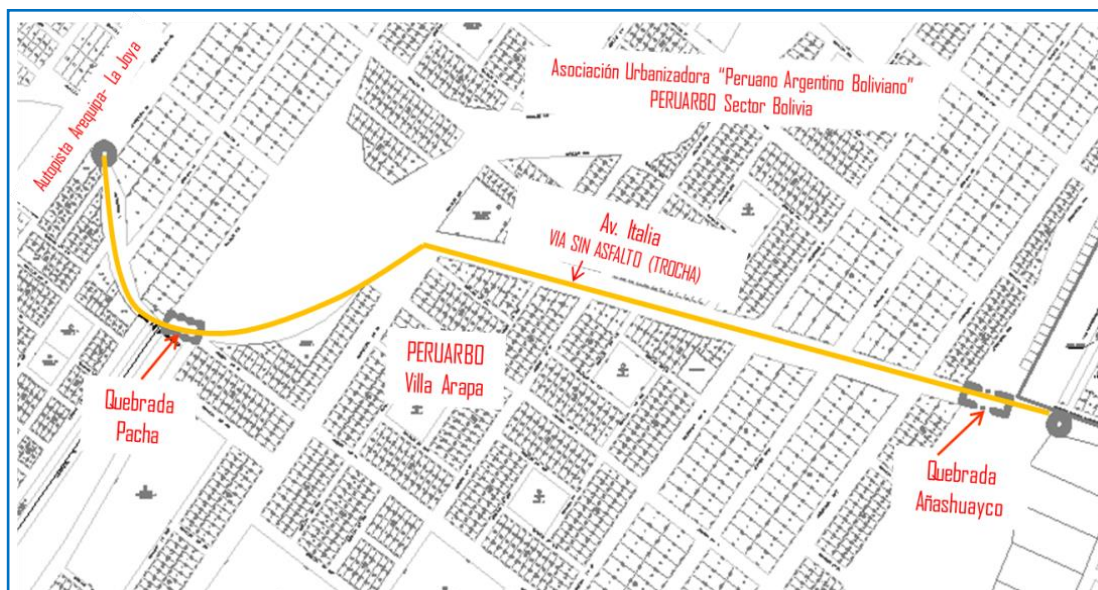 Autopista Arequipa- La Joya
Asociación Urbanizadora "Peruano Argentino Boliviano"
PERUARBO Sector Bolivia
Av. Italia
VIA SIN ASFALTO (TROCHA)
PERUARBO
Villa Arapa
Quebrada
Pacha
Quebrada
Añashuayco